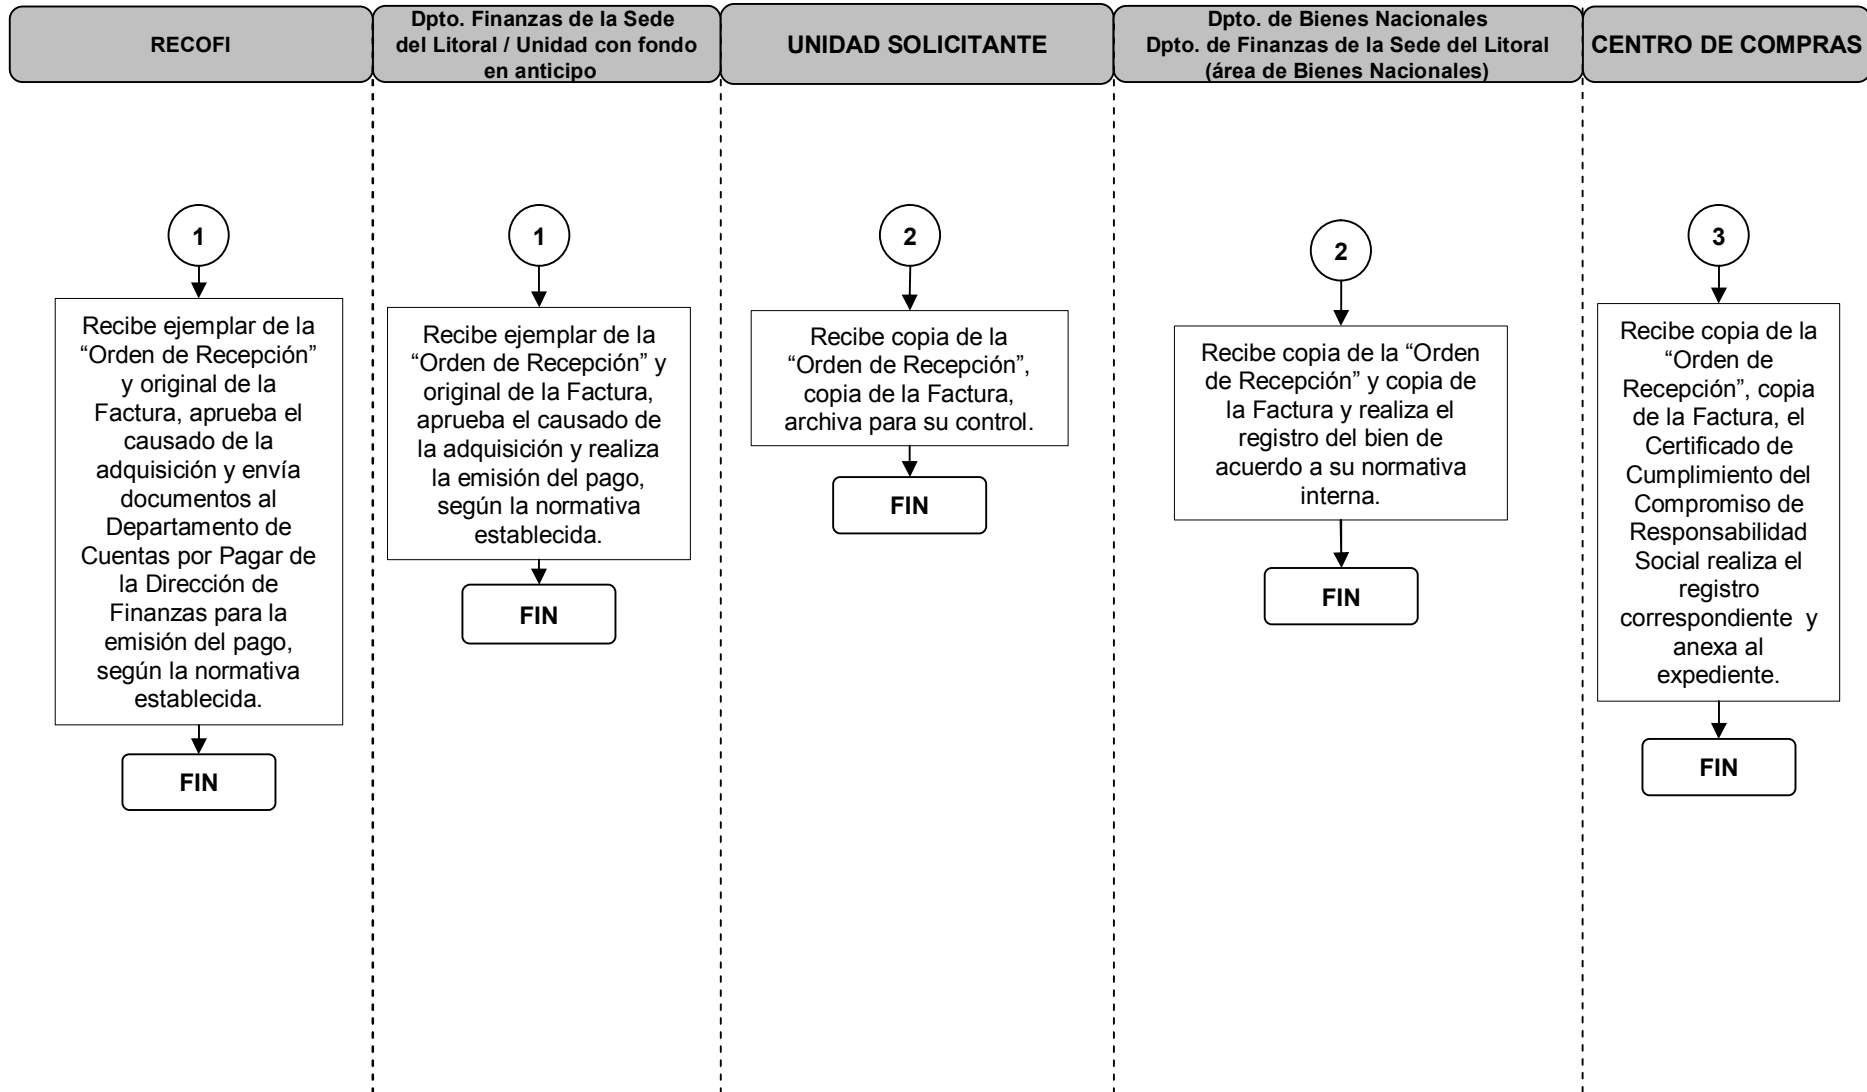 RECOFI
Dpto. Finanzas de la Sede
del Litoral / Unidad con fondo
en anticipo
UNIDAD SOLICITANTE
Dpto. de Bienes Nacionales
Dpto. de Finanzas de la Sede del Litoral
(área de Bienes Nacionales)
CENTRO DE COMPRAS
1
Recibe ejemplar de la
“Orden de Recepción”
y original de la
Factura, aprueba el
causado de la
adquisición y envía
documentos al
Departamento de
Cuentas por Pagar de
la Dirección de
Finanzas para la
emisión del pago,
según la normativa
establecida.
FIN
1
Recibe ejemplar de la
“Orden de Recepción” y
original de la Factura,
aprueba el causado de
la adquisición y realiza
la emisión del pago,
según la normativa
establecida.
FIN
2
Recibe copia de la
“Orden de Recepción”,
copia de la Factura,
archiva para su control.
FIN
2
Recibe copia de la “Orden
de Recepción” y copia de
la Factura y realiza el
registro del bien de
acuerdo a su normativa
interna.
FIN
3
Recibe copia de la
“Orden de
Recepción”, copia
de la Factura, el
Certificado de
Cumplimiento del
Compromiso de
Responsabilidad
Social realiza el
registro
correspondiente y
anexa al
expediente.
FIN